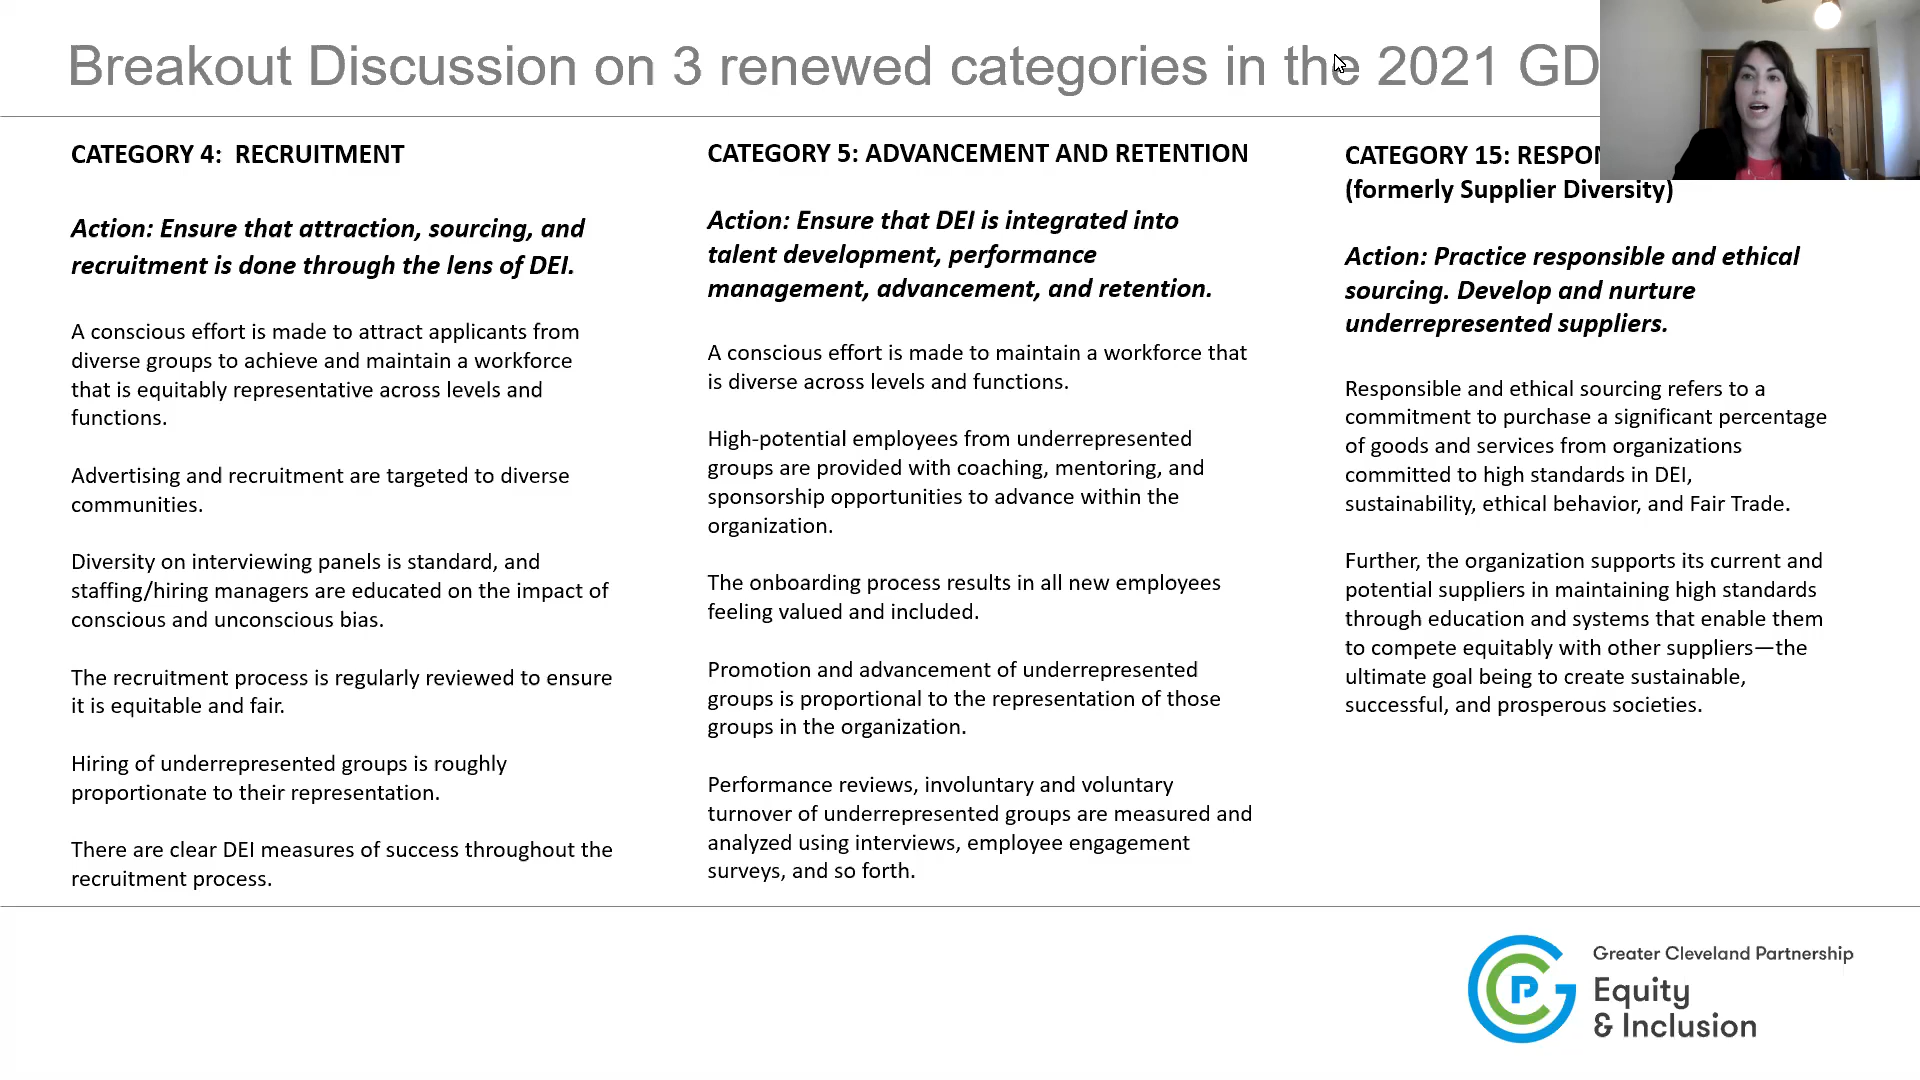 Breakout Discussion on 3 renewed categories in the 2021
CATEGORY 4: RECRUITMENT
Action: Ensure that attraction, sourcing, and
recruitment is done through the lens of DEI.
A conscious effort is made to attract applicants from
diverse groups to achieve and maintain a workforce
that is equitably representative across levels and
functions.
Advertising and recruitment are targeted to diverse
communities.
Diversity on interviewing panels is standard, and
staffing/hiring managers are educated on the impact of
conscious and unconscious bias.
The recruitment process is regularly reviewed to ensure
it is equitable and fair.
Hiring of underrepresented groups is roughly
proportionate to their representation.
There are clear DEI measures of success throughout the
recruitment process.
CATEGORY 5: ADVANCEMENT AND RETENTION
Action: Ensure that DEI is integrated into
talent development, performance
management, advancement, and retention.
A conscious effort is made to maintain a workforce that
is diverse across levels and functions.
High-potential employees from underrepresented
groups are provided with coaching, mentoring, and
sponsorship opportunities to advance within the
organization.
The onboarding process results in all new employees
feeling valued and included.
Promotion and advancement of underrepresented
groups is proportional to the representation of those
groups in the organization.
Performance reviews, involuntary and voluntary
turnover of underrepresented groups are measured and
analyzed using interviews, employee engagement
surveys, and so forth.
CATEGORY 15:
(formerly Supplier Diversity)
Action: Practice responsible and ethical
sourcing. Develop and nurture
underrepresented suppliers.
Responsible and ethical sourcing refers to a
commitment to purchase a significant percentage
of goods and services from organizations
committed to high standards in DEI,
sustainability, ethical behavior, and Fair Trade.
Further, the organization supports its current and
potential suppliers in maintaining high standards
through education and systems that enable them
to compete equitably with other suppliers—the
ultimate goal being to create sustainable,
successful, and prosperous societies.
GCP
Greater Cleveland Partnership
Equity
& Inclusion